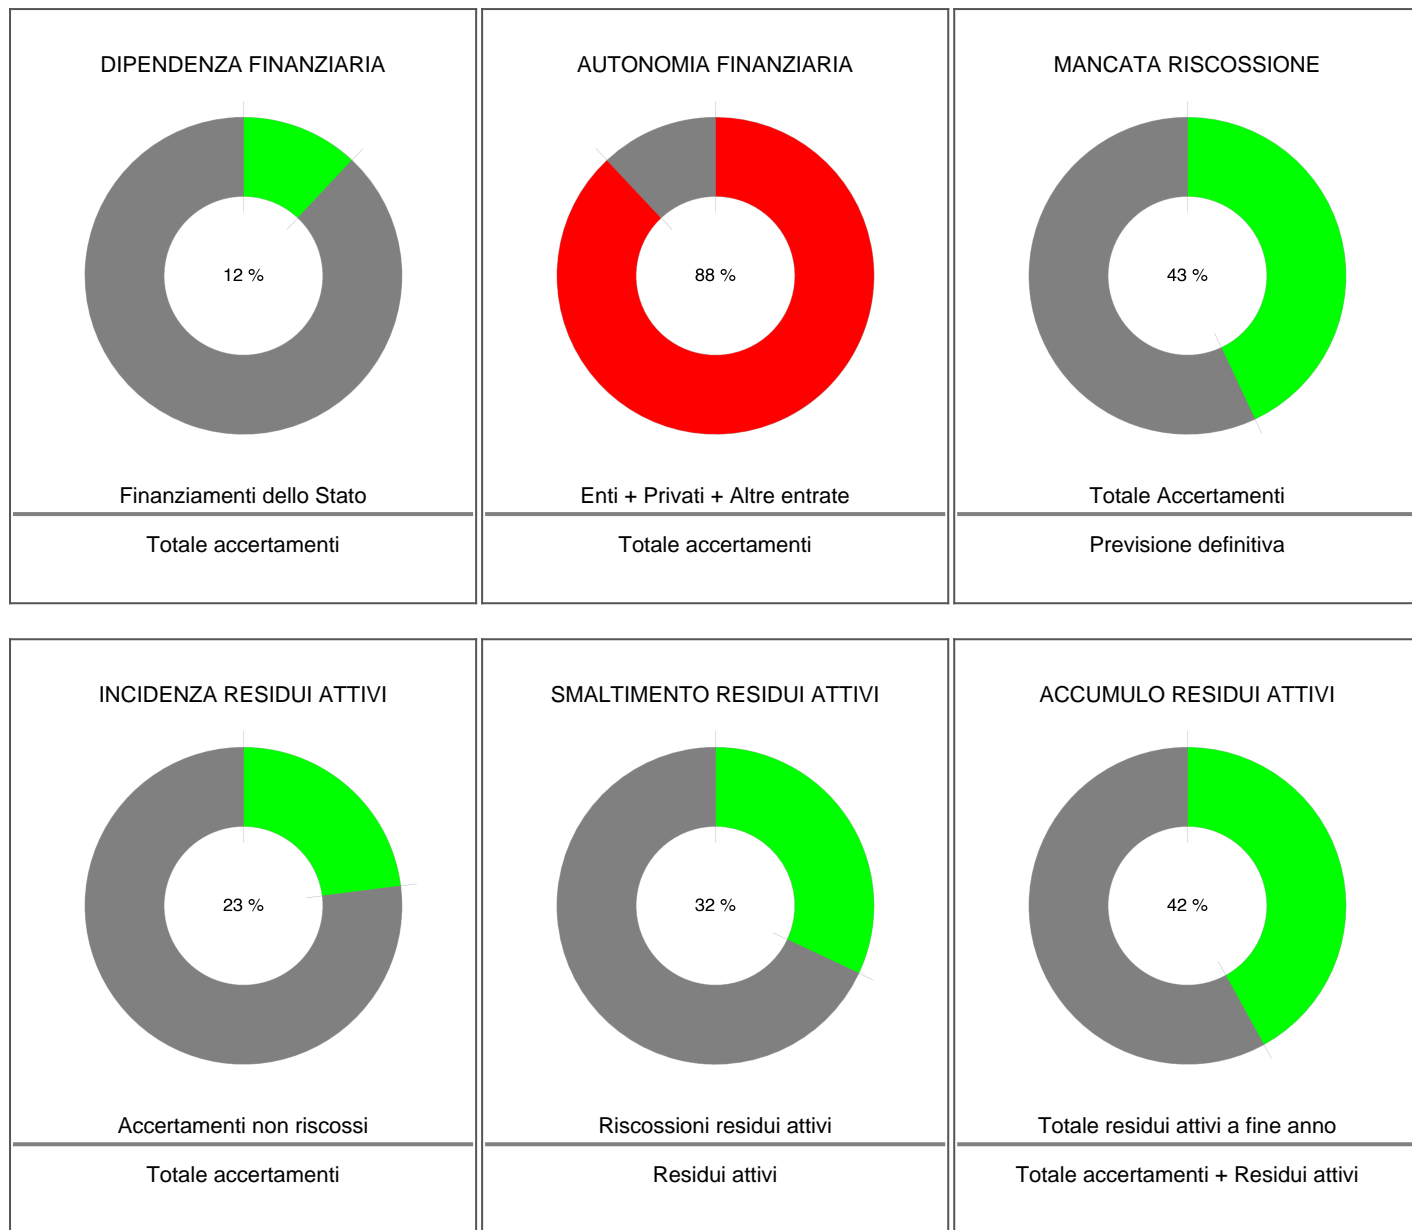 DIPENDENZA FINANZIARIA
12 %
Finanziamenti dello Stato
Totale accertamenti
AUTONOMIA FINANZIARIA
88 %
Enti + Privati + Altre entrate
Totale accertamenti
MANCATA RISCOSSIONE
43 %
Totale Accertamenti
Previsione definitiva
INCIDENZA RESIDUI ATTIVI
23 %
Accertamenti non riscossi
Totale accertamenti
SMALTIMENTO RESIDUI ATTIVI
32 %
Riscossioni residui attivi
Residui attivi
ACCUMULO RESIDUI ATTIVI
42 %
Totale residui attivi a fine anno
Totale accertamenti + Residui attivi